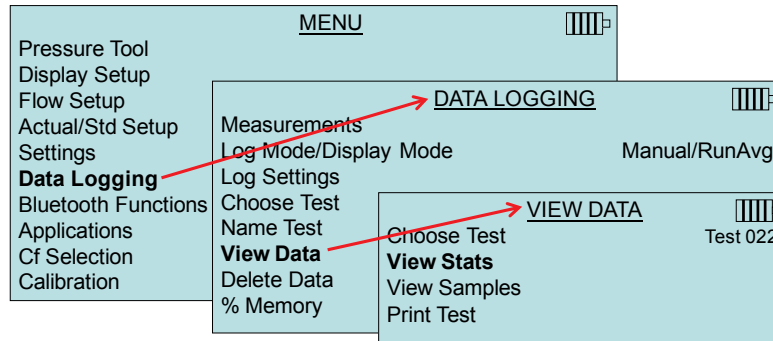 MENU
Pressure Tool
Display Setup
Flow Setup
Actual/Std Setup
Settings
Data Logging
Bluetooth Functions
Applications
Cf Selection
Calibration
DATA LOGGING
Measurements
Log Mode/Display Mode Manual/RunAvg
Log Settings
Choose Test
Name Test
View Data
Delete Data
% Memory
VIEW DATA
Choose Test Test 022
View Stats
View Samples
Print Test